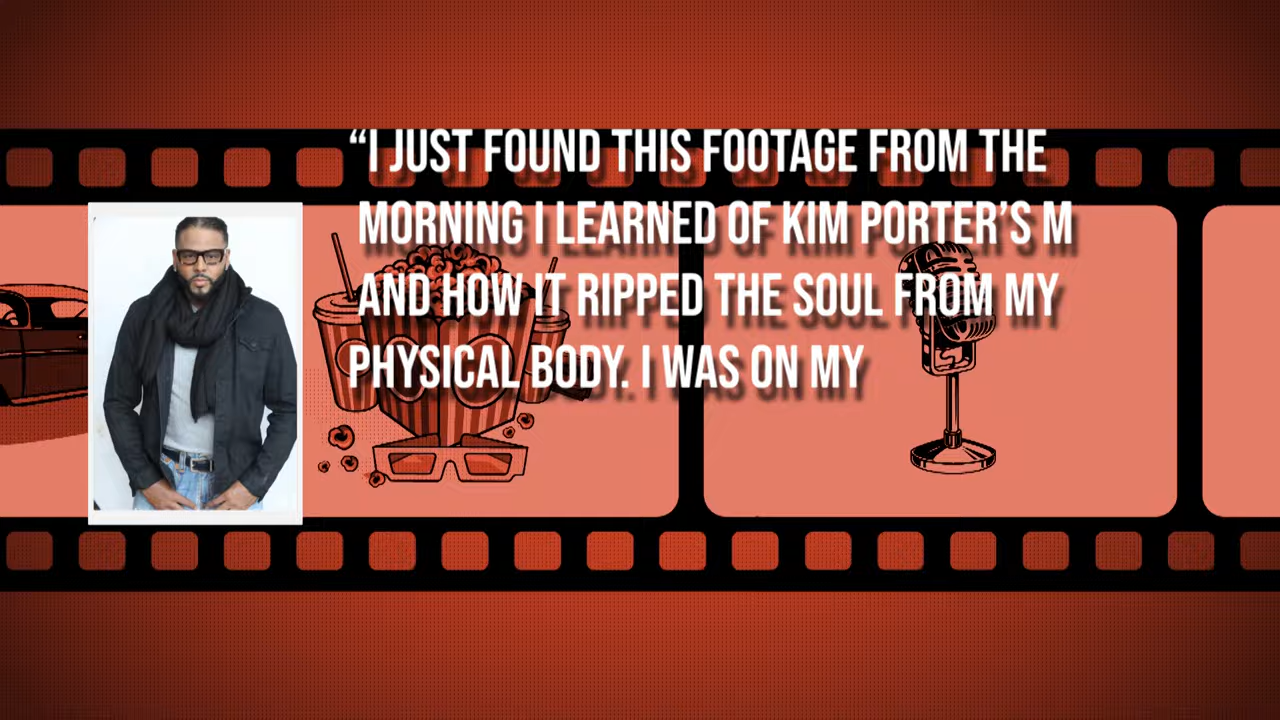 “I JUST FOUND THIS FOOTAGE FROM THE
MORNING I LEARNED OF KIM PORTER’S M
AND HOW IT RIPPED THE SOUL FROM MY
PHYSICAL BODY. I WAS ON MY